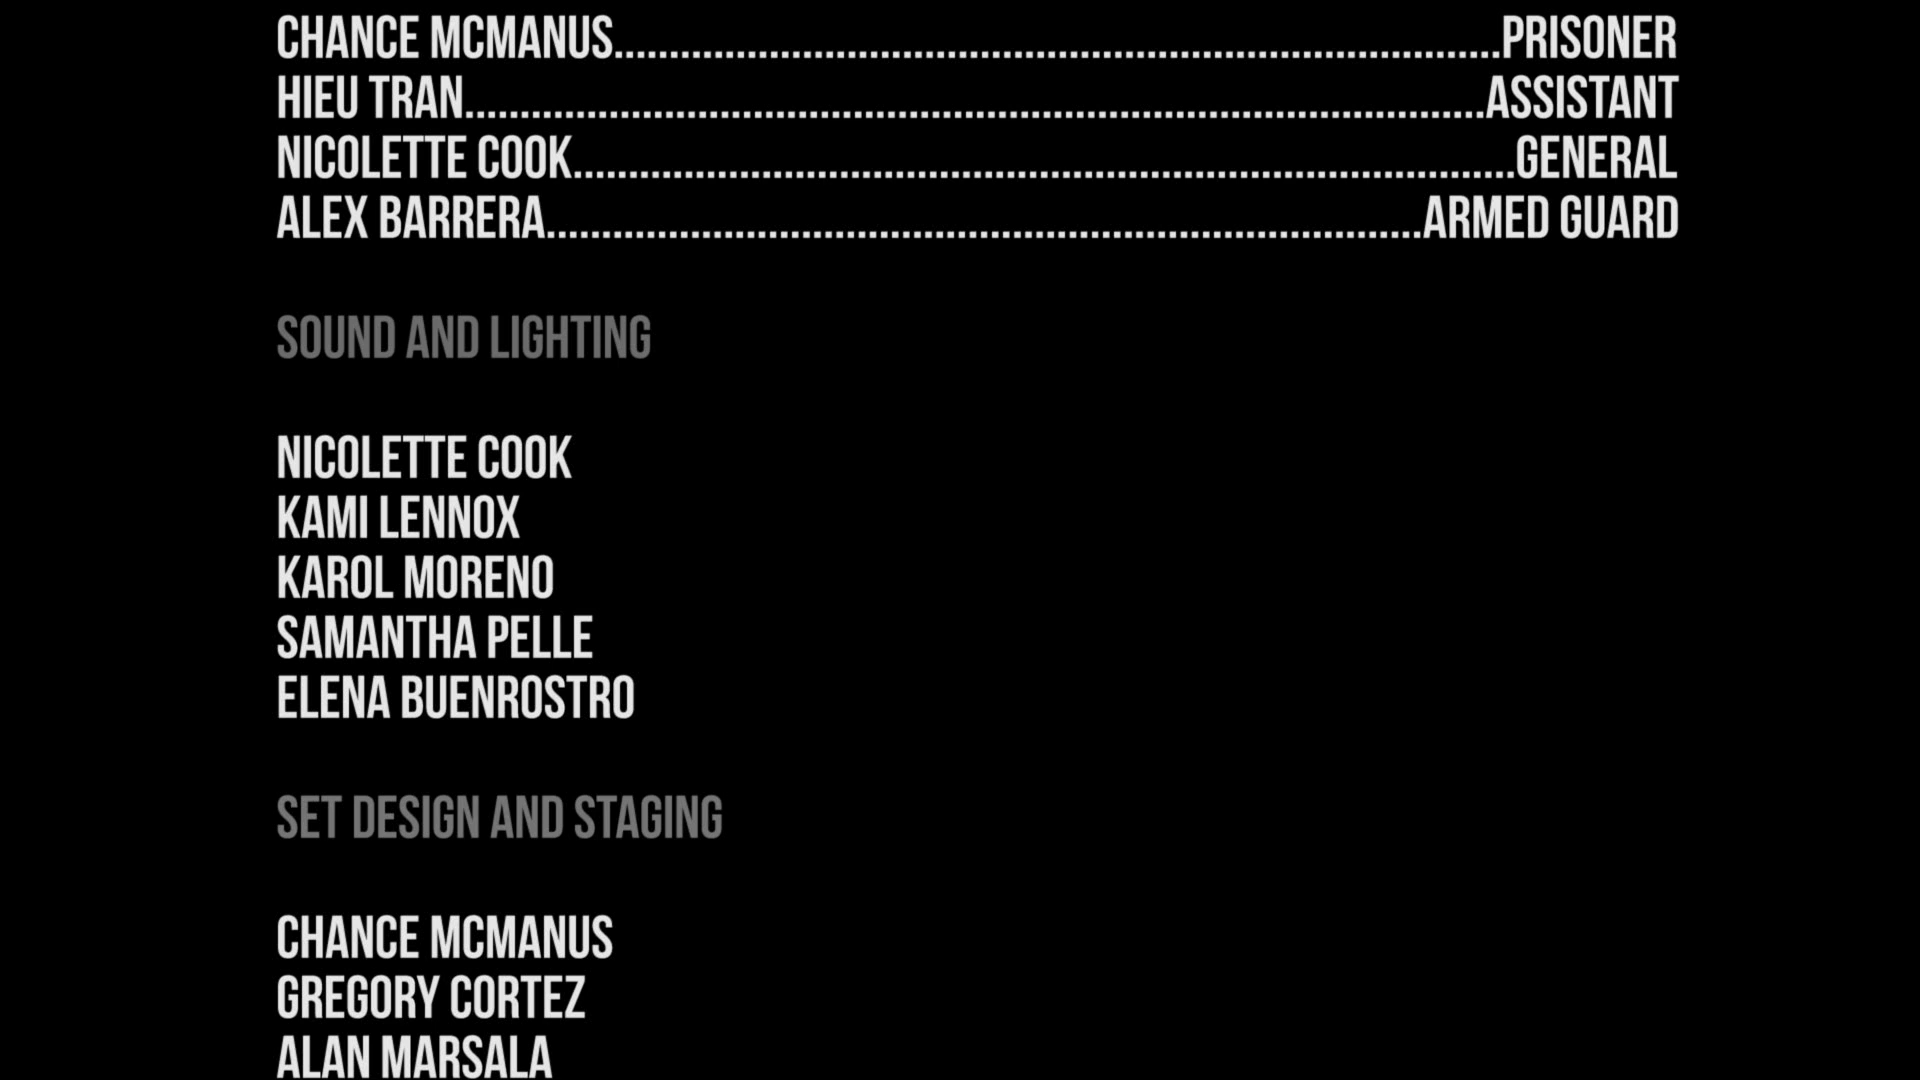 CHANCE MCMANUS................................................................................PRISONER
HIEU TRAN............................................................................................ASSISTANT
NICOLETTE COOK.....................................................................................GENERAL
ALEX BARRERA...............................................................................ARMED GUARD
SOUND AND LIGHTING
NICOLETTE COOK
KAMI LENNOX
KAROL MORENO
SAMANTHA PELLE
ELENA BUENROSTRO
SET DESIGN AND STAGING
CHANCE MCMANUS
GREGORY CORTEZ
ALAN MARSALA